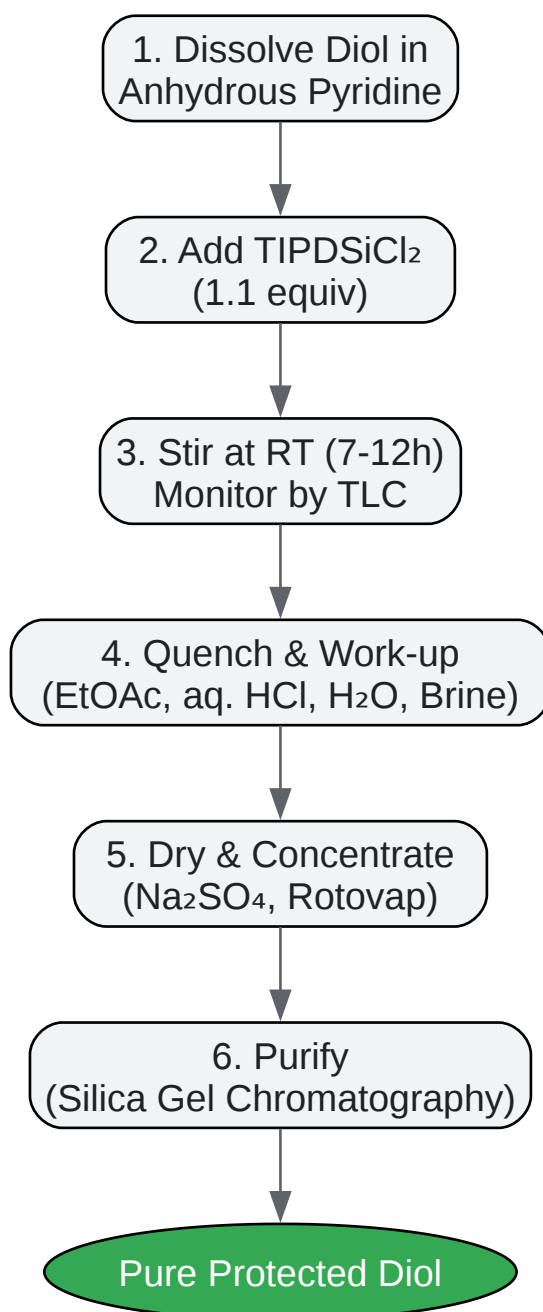 1. Dissolve Diol in
Anhydrous Pyridine
2. Add TIPDSiCl₂
(1.1 equiv)
3. Stir at RT (7-12h)
Monitor by TLC
4. Quench & Work-up
(EtOAc, aq. HCl, H₂O, Brine)
5. Dry & Concentrate
(Na₂SO₄, Rotovap)
6. Purify
(Silica Gel Chromatography)
Pure Protected Diol